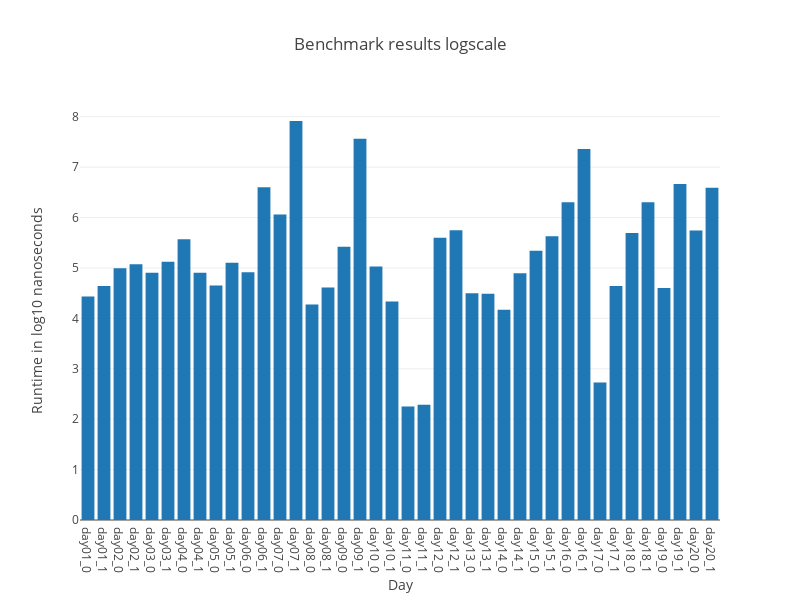 Benchmark results logscale
Runtime in log10 nanoseconds
8
7
6
5
4
3
2
1
0
day01_0
day01_1
day02_0
day02_1
day03_0
day03_1
day04_0
day04_1
day05_0
day05_1
day06_0
day06_1
day07_0
day07_1
day08_0
day08_1
day09_0
day09_1
day10_0
day10_1
day11_0
day11_1
day12_0
day12_1
day13_0
day13_1
day14_0
day14_1
day15_0
day15_1
day16_0
day16_1
day17_0
day17_1
day18_0
day18_1
day19_0
day19_1
day20_0
day20_1
Day